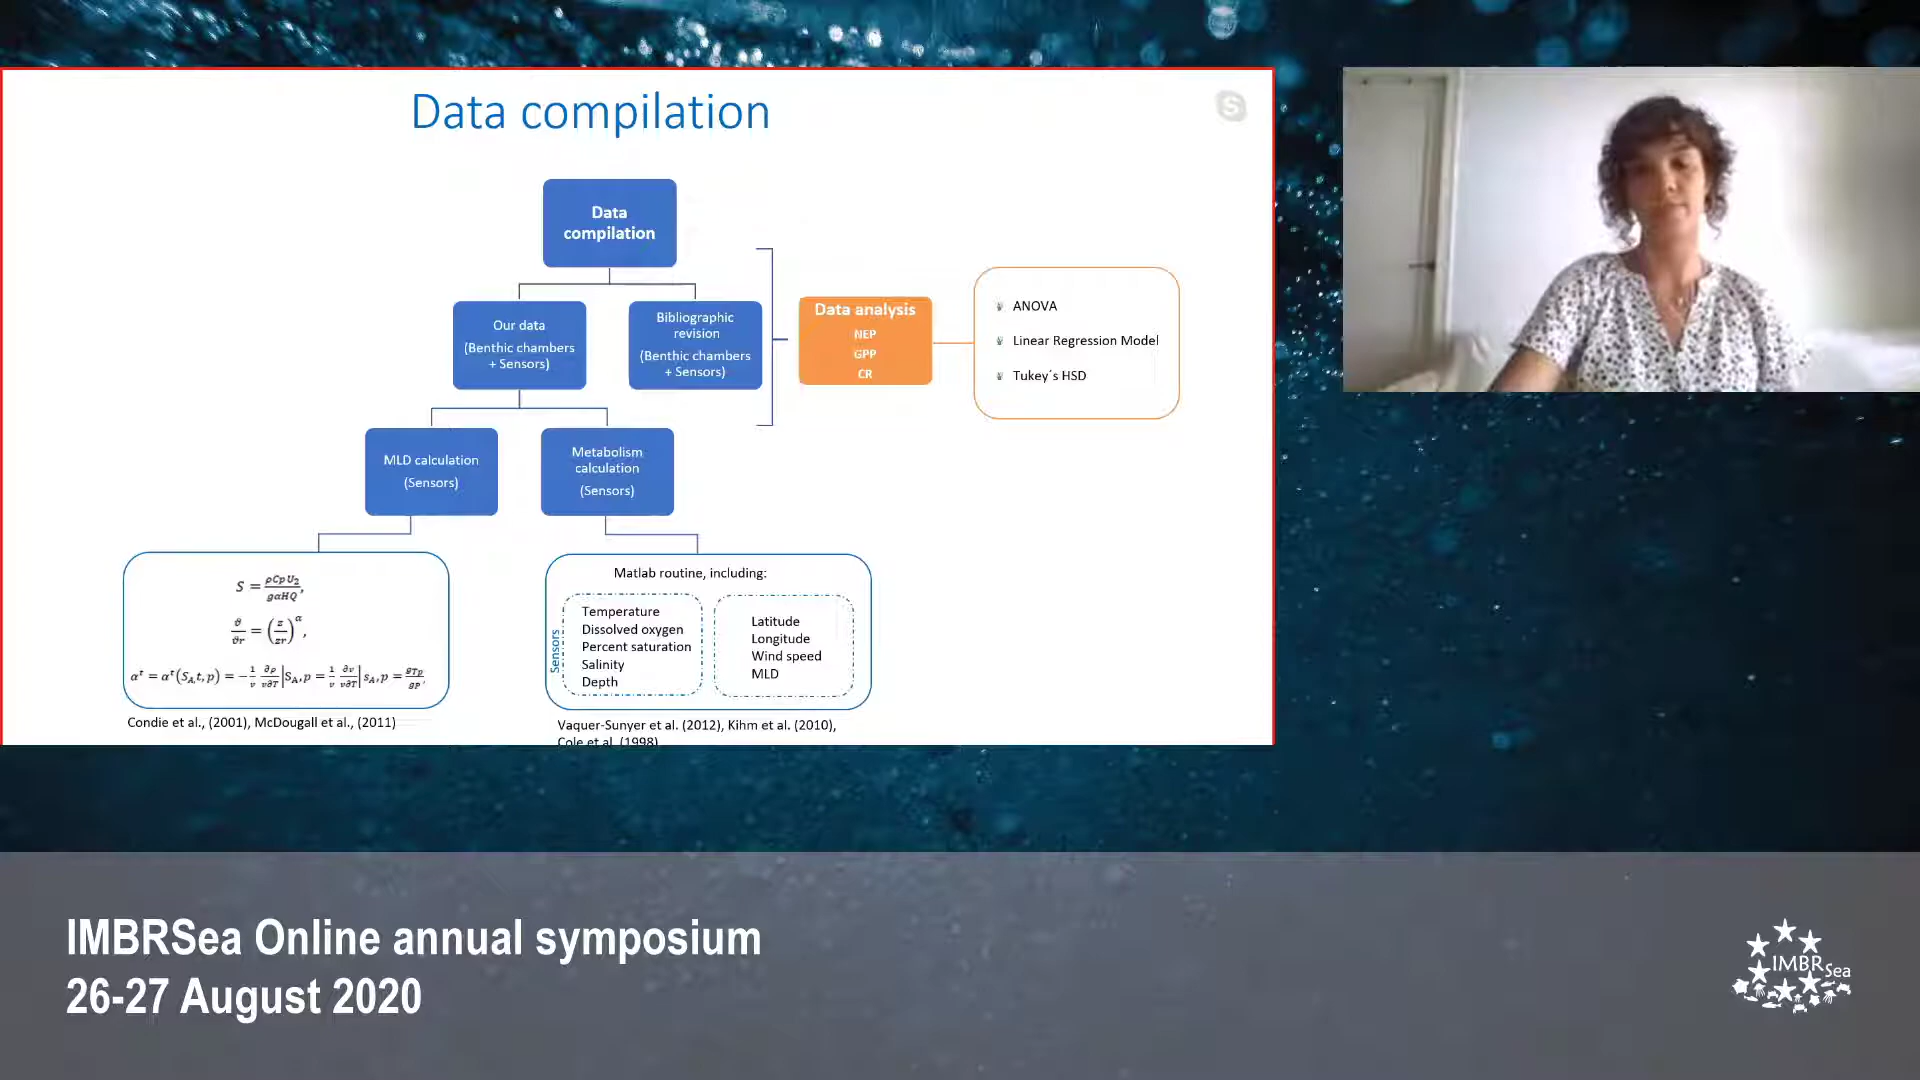 Data compilation
Data
compilation
Our data
(Benthic chambers
+ Sensors)
Bibliographic
revision
(Benthic chambers
+ Sensors)
Data analysis
NEP
GPP
CR
ANOVA
Linear Regression Model
Tukey´s HSD
MLD calculation
(Sensors)
Metabolism
calculation
(Sensors)
S = ρCpU₂/gαHQ,
ϑ/ϑr = (z/zr)^α,
Condie et al., (2001), McDougall et al., (2011)
Matlab routine, including:
Sensors
Temperature
Dissolved oxygen
Percent saturation
Salinity
Depth
Latitude
Longitude
Wind speed
MLD
Vaquer-Sunyer et al. (2012), Kihm et al. (2010),
Cole et al. (1998)
IMBRSea Online annual symposium
26-27 August 2020
IMBRSea